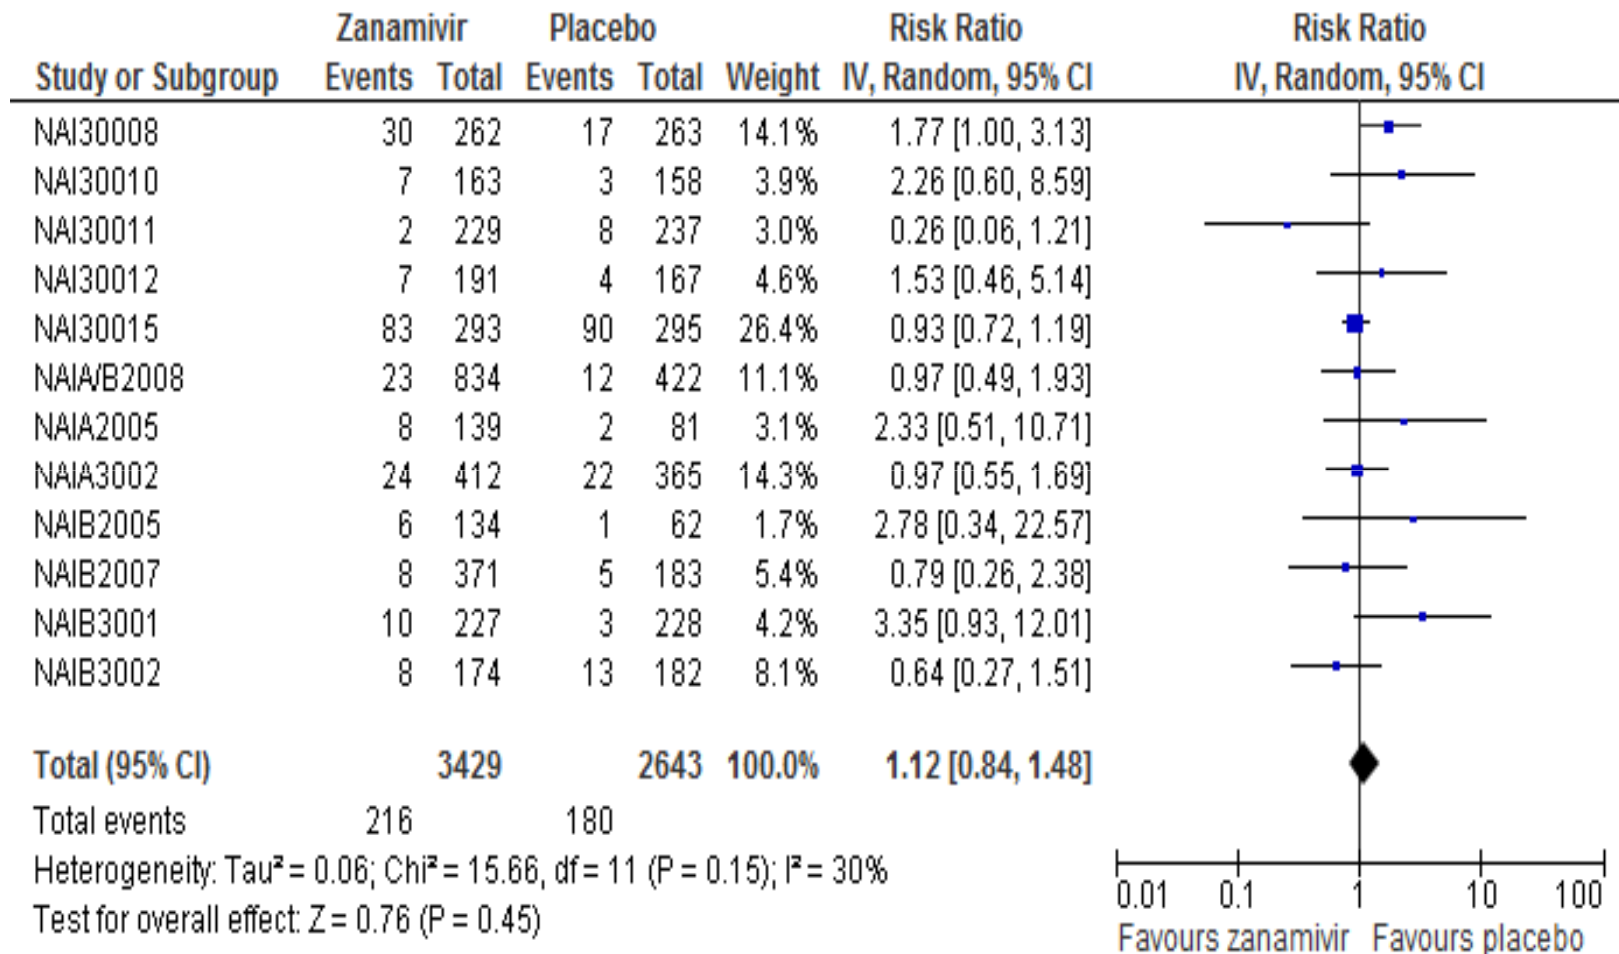 Zanamivir Placebo Risk Ratio Risk Ratio
Study or Subgroup Events Total Events Total Weight IV, Random, 95% CI IV, Random, 95% CI
NAI30008 30 262 17 263 14.1% 1.77 [1.00, 3.13]
NAI30010 7 163 3 158 3.9% 2.26 [0.60, 8.59]
NAI30011 2 229 8 237 3.0% 0.26 [0.06, 1.21]
NAI30012 7 191 4 167 4.6% 1.53 [0.46, 5.14]
NAI30015 83 293 90 295 26.4% 0.93 [0.72, 1.19]
NAIA/B2008 23 834 12 422 11.1% 0.97 [0.49, 1.93]
NAIA2005 8 139 2 81 3.1% 2.33 [0.51, 10.71]
NAIA3002 24 412 22 365 14.3% 0.97 [0.55, 1.69]
NAIB2005 6 134 1 62 1.7% 2.78 [0.34, 22.57]
NAIB2007 8 371 5 183 5.4% 0.79 [0.26, 2.38]
NAIB3001 10 227 3 228 4.2% 3.35 [0.93, 12.01]
NAIB3002 8 174 13 182 8.1% 0.64 [0.27, 1.51]
Total (95% CI) 3429 2643 100.0% 1.12 [0.84, 1.48]
Total events 216 180
Heterogeneity: Tau² = 0.06; Chi² = 15.66, df = 11 (P = 0.15); I² = 30%
Test for overall effect: Z = 0.76 (P = 0.45)
0.01 0.1 1 10 100
Favours zanamivir Favours placebo